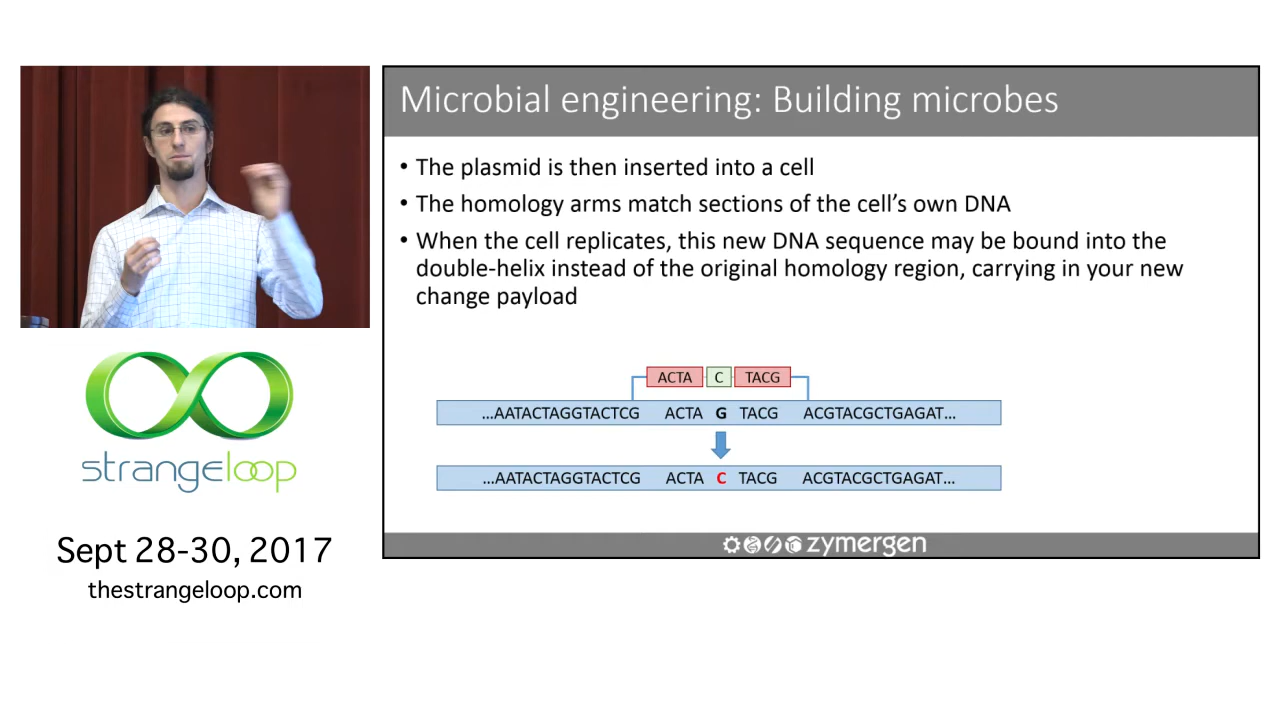 Microbial engineering: Building microbes
• The plasmid is then inserted into a cell
• The homology arms match sections of the cell's own DNA
• When the cell replicates, this new DNA sequence may be bound into the
double-helix instead of the original homology region, carrying in your new
change payload
ACTA C TACG
...AATACTAGGTACTCG ACTA G TACG ACGTACGCTGAGAT...
...AATACTAGGTACTCG ACTA C TACG ACGTACGCTGAGAT...
zymergen
strangeloop
Sept 28-30, 2017
thestrangeloop.com